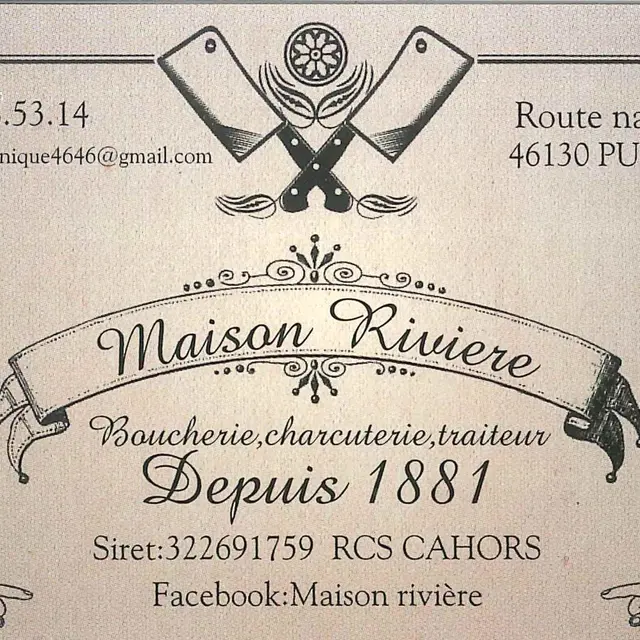 .53.14
nique4646@gmail.com
Route na
46130 PU
Maison Riviere
Boucherie,charcuterie,traiteur
Depuis 1881
Siret:322691759 RCS CAHORS
Facebook:Maison rivière